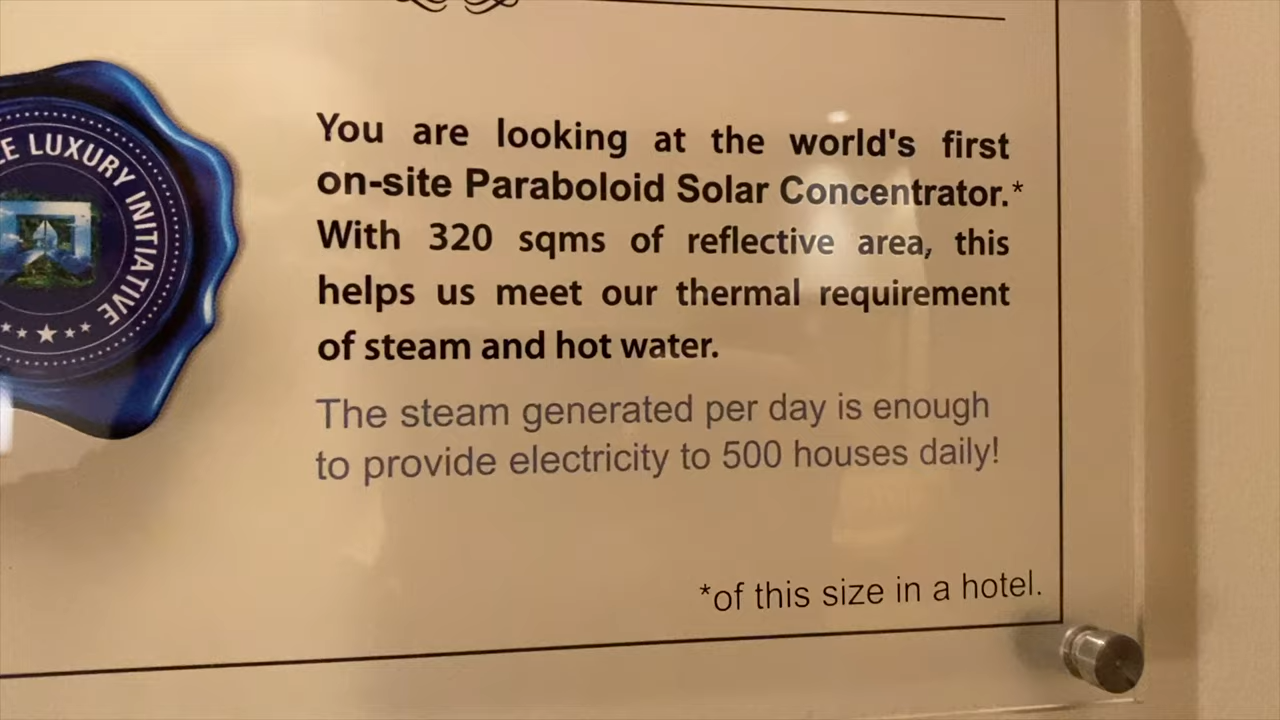 LUXURY INITIATIVE
You are looking at the world's first
on-site Paraboloid Solar Concentrator.*
With 320 sqms of reflective area, this
helps us meet our thermal requirement
of steam and hot water.
The steam generated per day is enough
to provide electricity to 500 houses daily!
*of this size in a hotel.